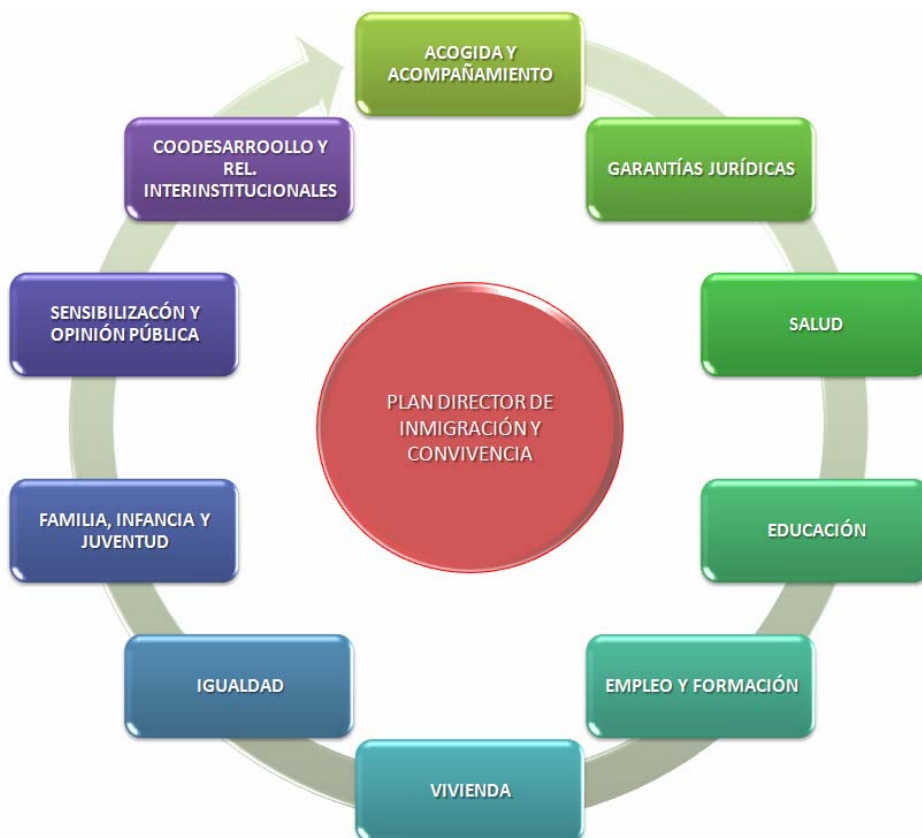 ACOGIDA Y
ACOMPAÑAMIENTO
GARANTÍAS JURÍDICAS
SALUD
EDUCACIÓN
EMPLEO Y FORMACIÓN
VIVIENDA
IGUALDAD
FAMILIA, INFANCIA Y
JUVENTUD
SENSIBILIZACÓN Y
OPINIÓN PÚBLICA
COODESARROOLLO Y
REL.
INTERINSTITUCIONALES
PLAN DIRECTOR DE
INMIGRACIÓN Y
CONVIVENCIA